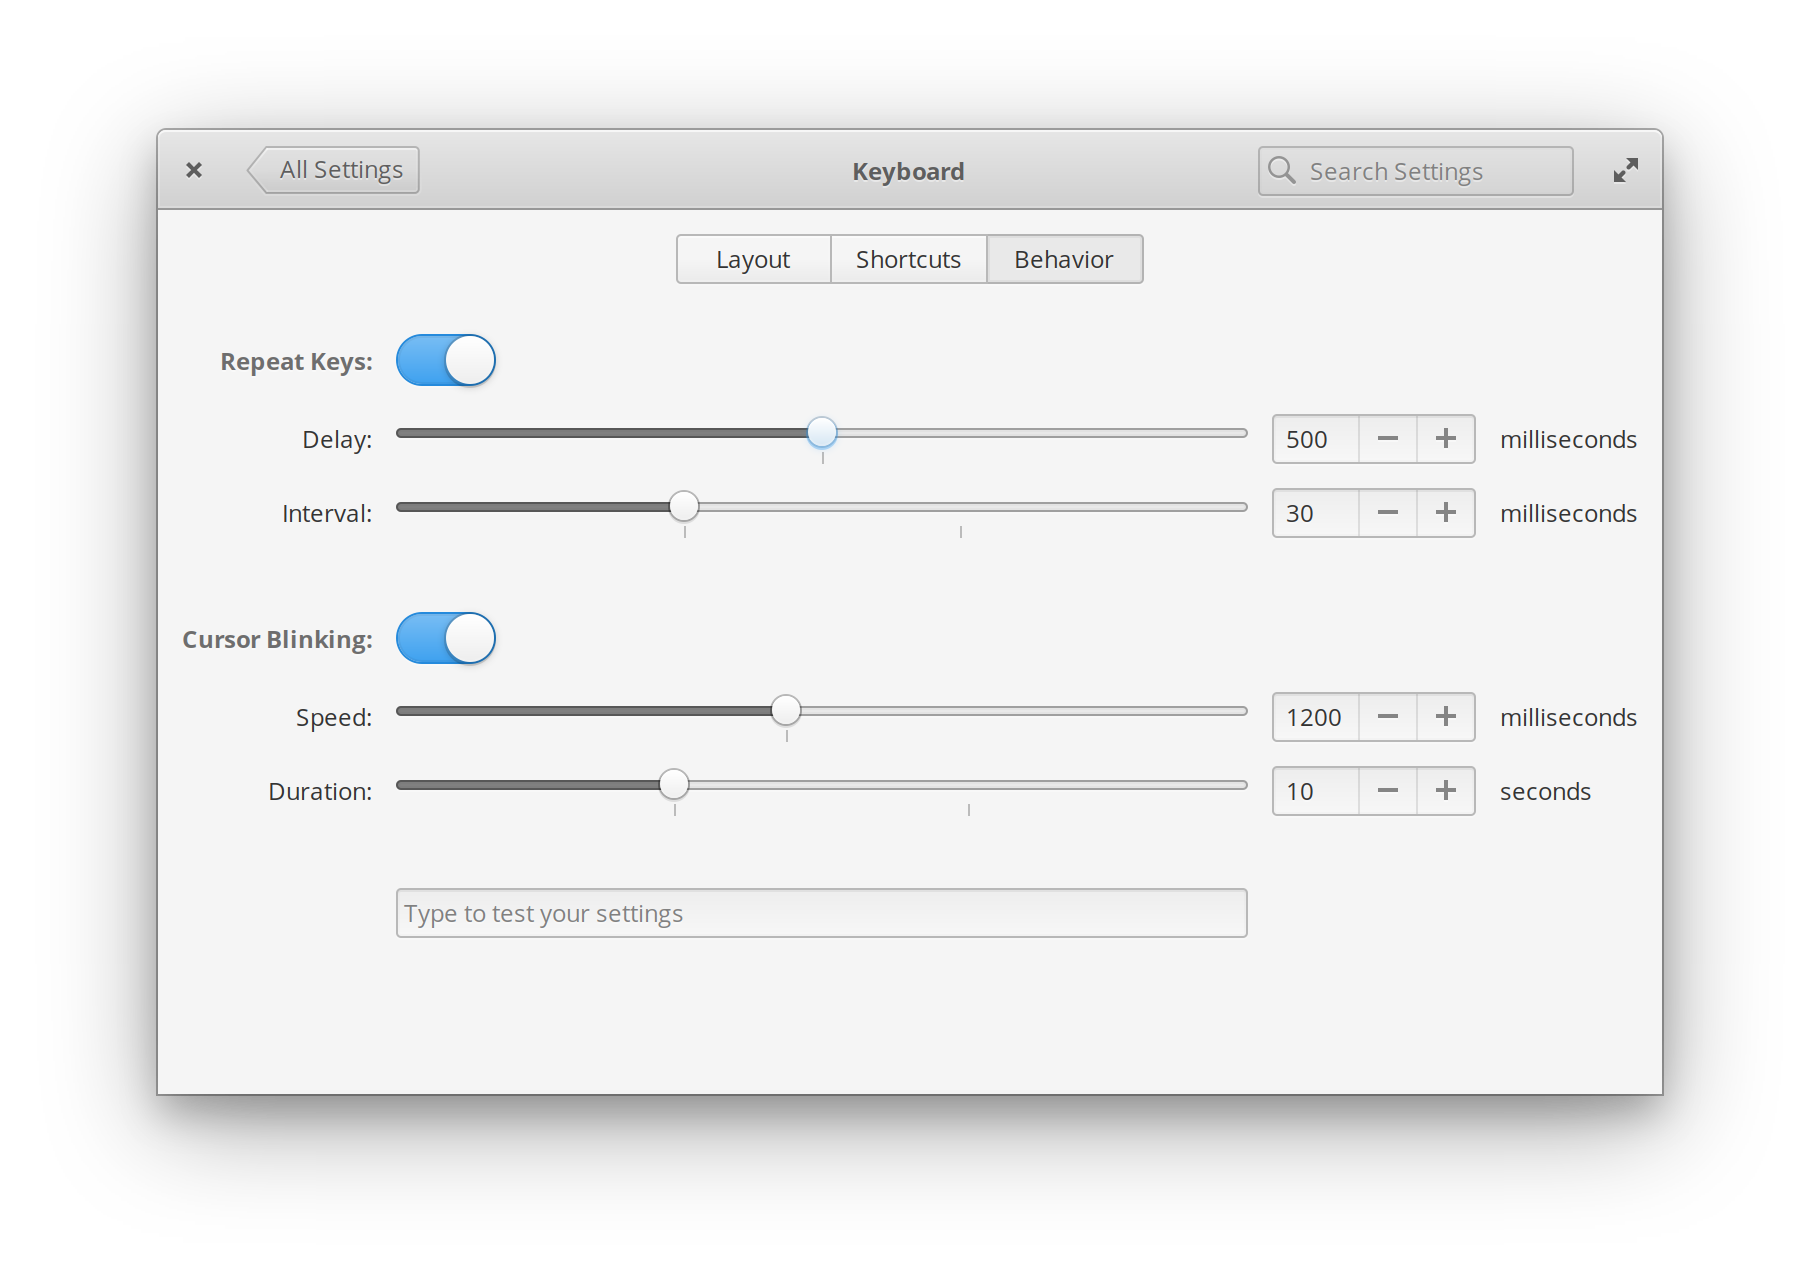 All Settings
Keyboard
Search Settings
Layout
Shortcuts
Behavior
Repeat Keys:
Delay:
500
milliseconds
Interval:
30
milliseconds
Cursor Blinking:
Speed:
1200
milliseconds
Duration:
10
seconds
Type to test your settings